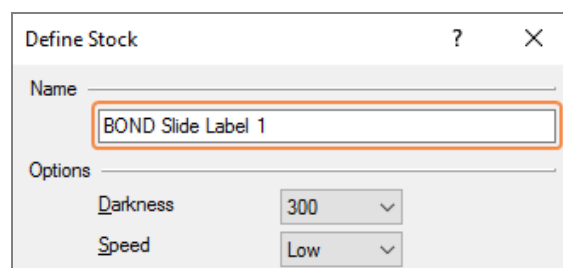 Define Stock ? ×
Name
BOND Slide Label 1
Options
Darkness 300
Speed Low